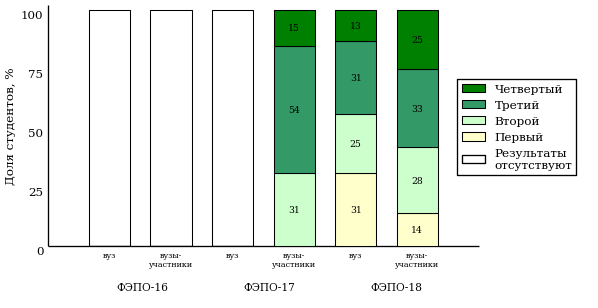 Доля студентов, %
100
75
50
25
0
15
54
31
13
31
25
31
25
33
28
14
вуз
вузы-
участники
вуз
вузы-
участники
вуз
вузы-
участники
ФЭПО-16
ФЭПО-17
ФЭПО-18
Четвертый
Третий
Второй
Первый
Результаты
отсутствуют